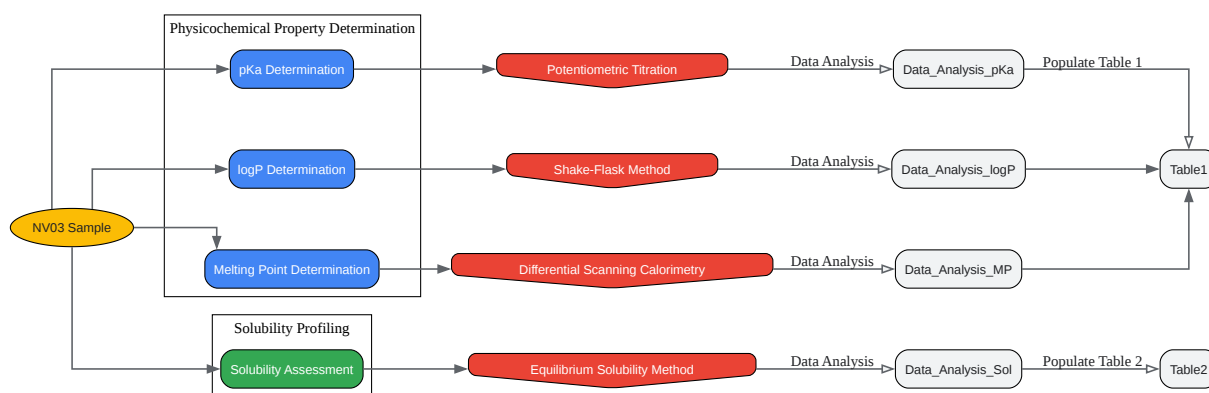 Physicochemical Property Determination
pKa Determination
Potentiometric Titration
Data Analysis
Data_Analysis_pKa
Populate Table 1
logP Determination
Shake-Flask Method
Data Analysis
Data_Analysis_logP
Table1
NV03 Sample
Melting Point Determination
Differential Scanning Calorimetry
Data Analysis
Data_Analysis_MP
Solubility Profiling
Solubility Assessment
Equilibrium Solubility Method
Data Analysis
Data_Analysis_Sol
Populate Table 2
Table2